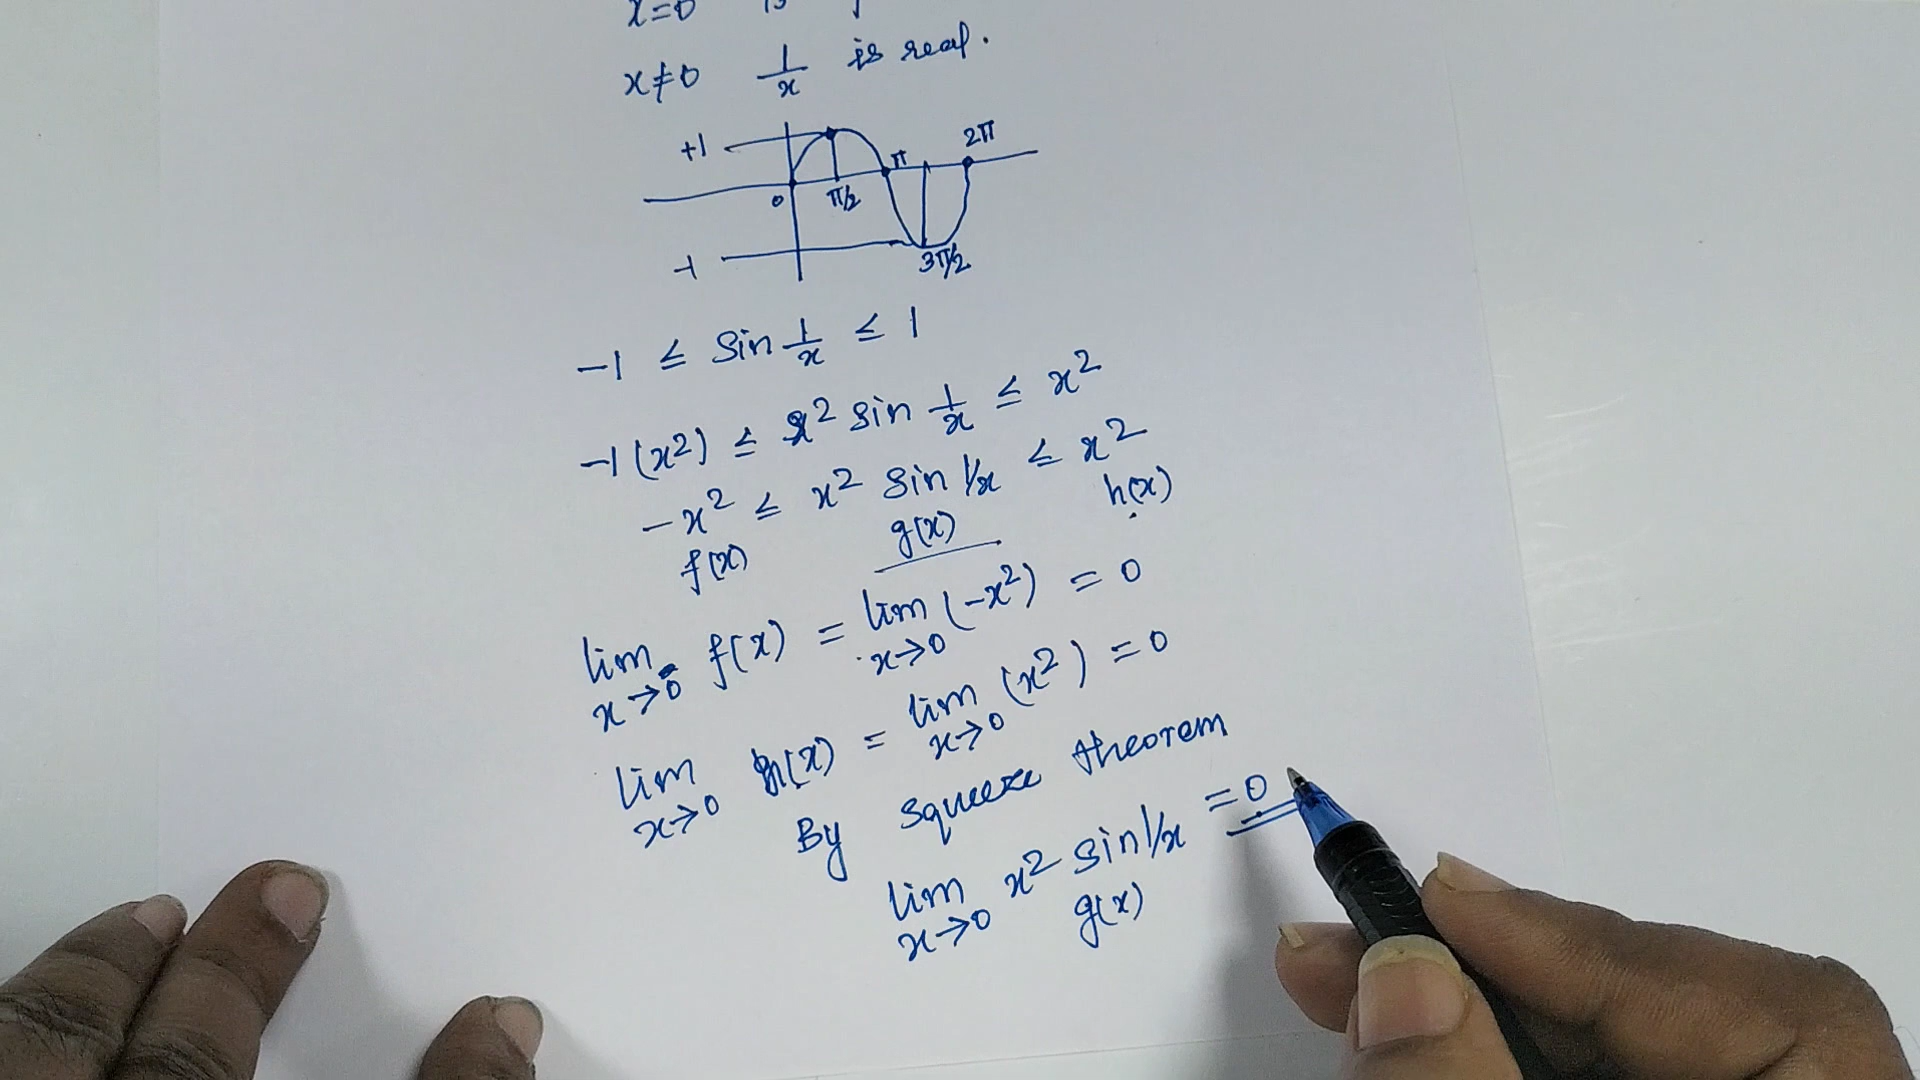 x=0 is
x≠0 1/x is real.
+1
2π
π
0
π/2
-1
3π/2
-1 ≤ Sin 1/x ≤ 1
-1(x²) ≤ x² sin 1/x ≤ x²
-x² ≤ x² sin 1/x ≤ x²
f(x) g(x) h(x)
lim x→0 f(x) = lim x→0 (-x²) = 0
lim x→0 h(x) = lim x→0 (x²) = 0
By squeeze theorem
lim x→0 x² sin 1/x = 0
g(x)